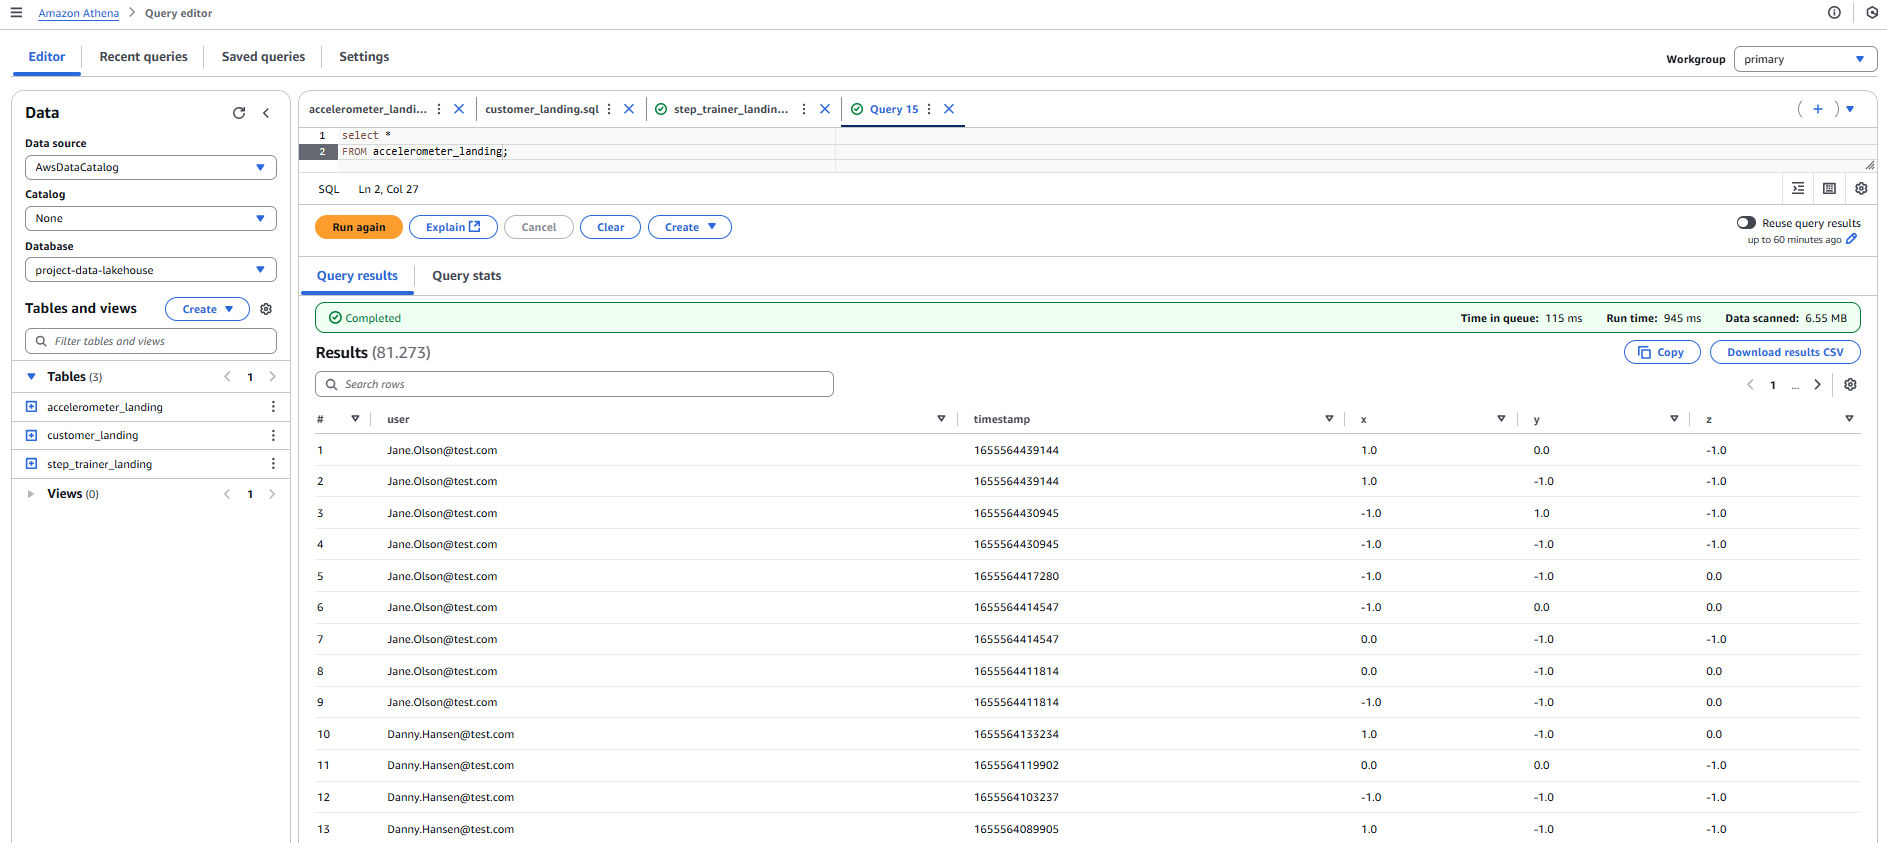 Amazon Athena > Query editor
Editor Recent queries Saved queries Settings
Workgroup primary
Data
Data source
AwsDataCatalog
Catalog
None
Database
project-data-lakehouse
Tables and views Create
Filter tables and views
Tables (3) < 1 >
accelerometer_landing
customer_landing
step_trainer_landing
Views (0) < 1 >
accelerometer_landi... customer_landing.sql step_trainer_landin... Query 15
1 select *
2 FROM accelerometer_landing;
SQL Ln 2, Col 27
Run again Explain Cancel Clear Create
Reuse query results
up to 60 minutes ago
Query results Query stats
Completed Time in queue: 115 ms Run time: 945 ms Data scanned: 6.55 MB
Results (81.273) Copy Download results CSV
Search rows < 1 ... >
# user timestamp x y z
1 Jane.Olson@test.com 1655564439144 1.0 0.0 -1.0
2 Jane.Olson@test.com 1655564439144 1.0 -1.0 -1.0
3 Jane.Olson@test.com 1655564430945 -1.0 1.0 -1.0
4 Jane.Olson@test.com 1655564430945 -1.0 -1.0 -1.0
5 Jane.Olson@test.com 1655564417280 -1.0 -1.0 0.0
6 Jane.Olson@test.com 1655564414547 -1.0 0.0 0.0
7 Jane.Olson@test.com 1655564414547 0.0 -1.0 -1.0
8 Jane.Olson@test.com 1655564411814 0.0 -1.0 0.0
9 Jane.Olson@test.com 1655564411814 -1.0 -1.0 0.0
10 Danny.Hansen@test.com 1655564133234 1.0 -1.0 0.0
11 Danny.Hansen@test.com 1655564119902 0.0 0.0 -1.0
12 Danny.Hansen@test.com 1655564103237 -1.0 -1.0 -1.0
13 Danny.Hansen@test.com 1655564089905 1.0 -1.0 -1.0